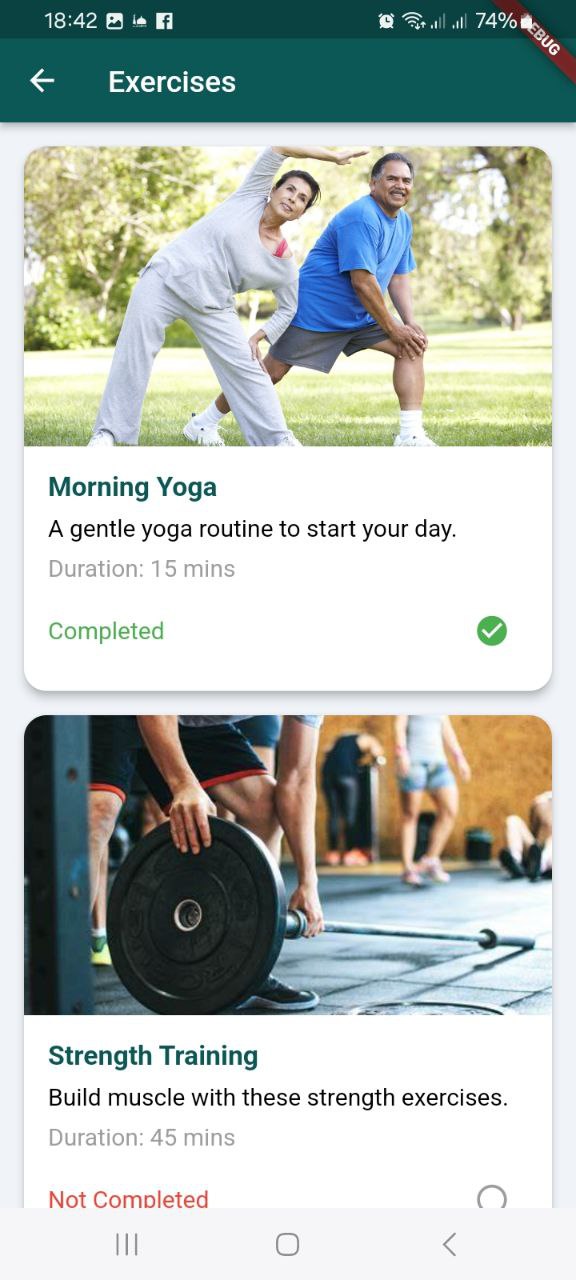 18:42
74%
EBUG
Exercises
Morning Yoga
A gentle yoga routine to start your day.
Duration: 15 mins
Completed
Strength Training
Build muscle with these strength exercises.
Duration: 45 mins
Not Completed